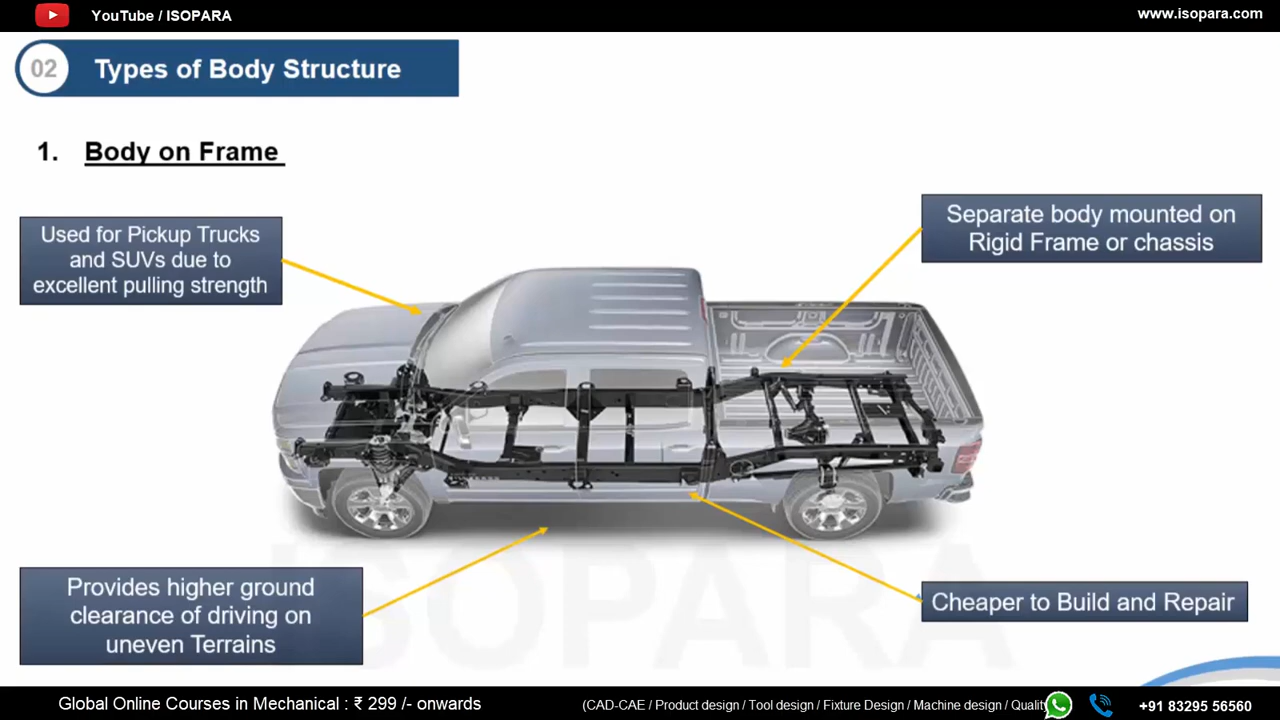 YouTube / ISOPARA
www.isopara.com
02
Types of Body Structure
1. Body on Frame
Used for Pickup Trucks
and SUVs due to
excellent pulling strength
Separate body mounted on
Rigid Frame or chassis
Provides higher ground
clearance of driving on
uneven Terrains
Cheaper to Build and Repair
ISOPARA
Global Online Courses in Mechanical : ₹ 299 /- onwards
(CAD-CAE / Product design / Tool design / Fixture Design / Machine design / Quality
+91 83295 56560